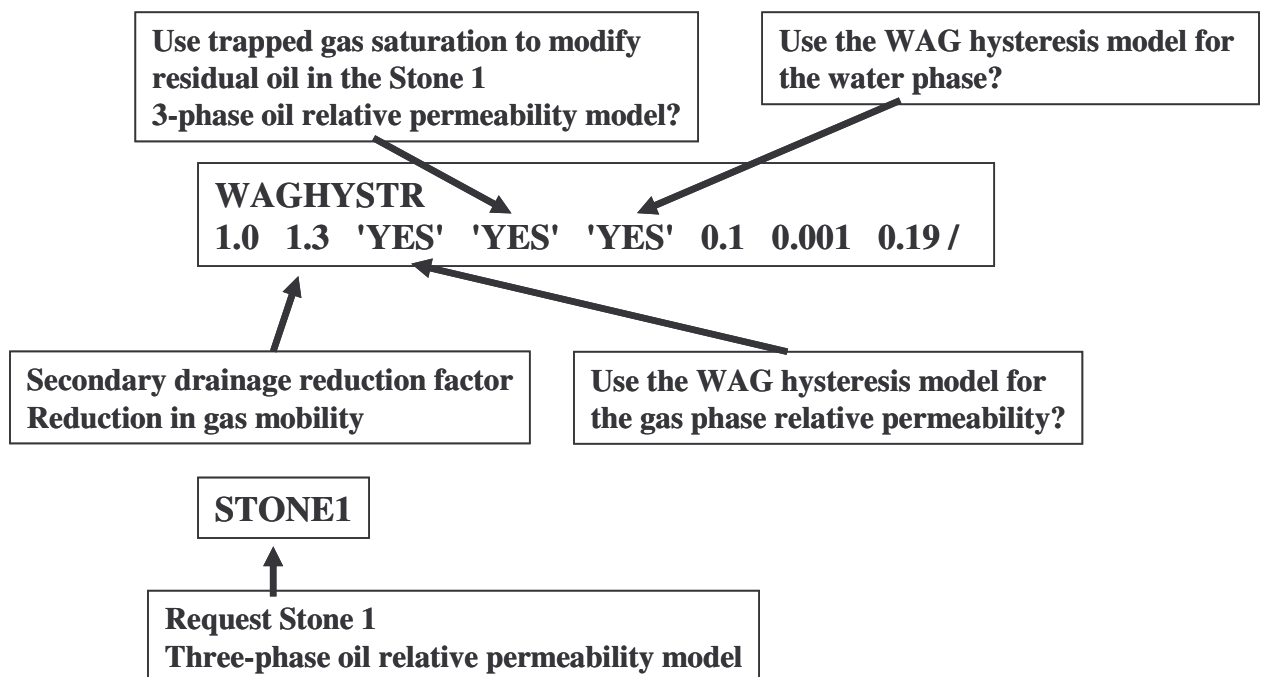 Use trapped gas saturation to modify
residual oil in the Stone 1
3-phase oil relative permeability model?
Use the WAG hysteresis model for
the water phase?
WAGHYSTR
1.0 1.3 'YES' 'YES' 'YES' 0.1 0.001 0.19 /
Secondary drainage reduction factor
Reduction in gas mobility
Use the WAG hysteresis model for
the gas phase relative permeability?
STONE1
Request Stone 1
Three-phase oil relative permeability model